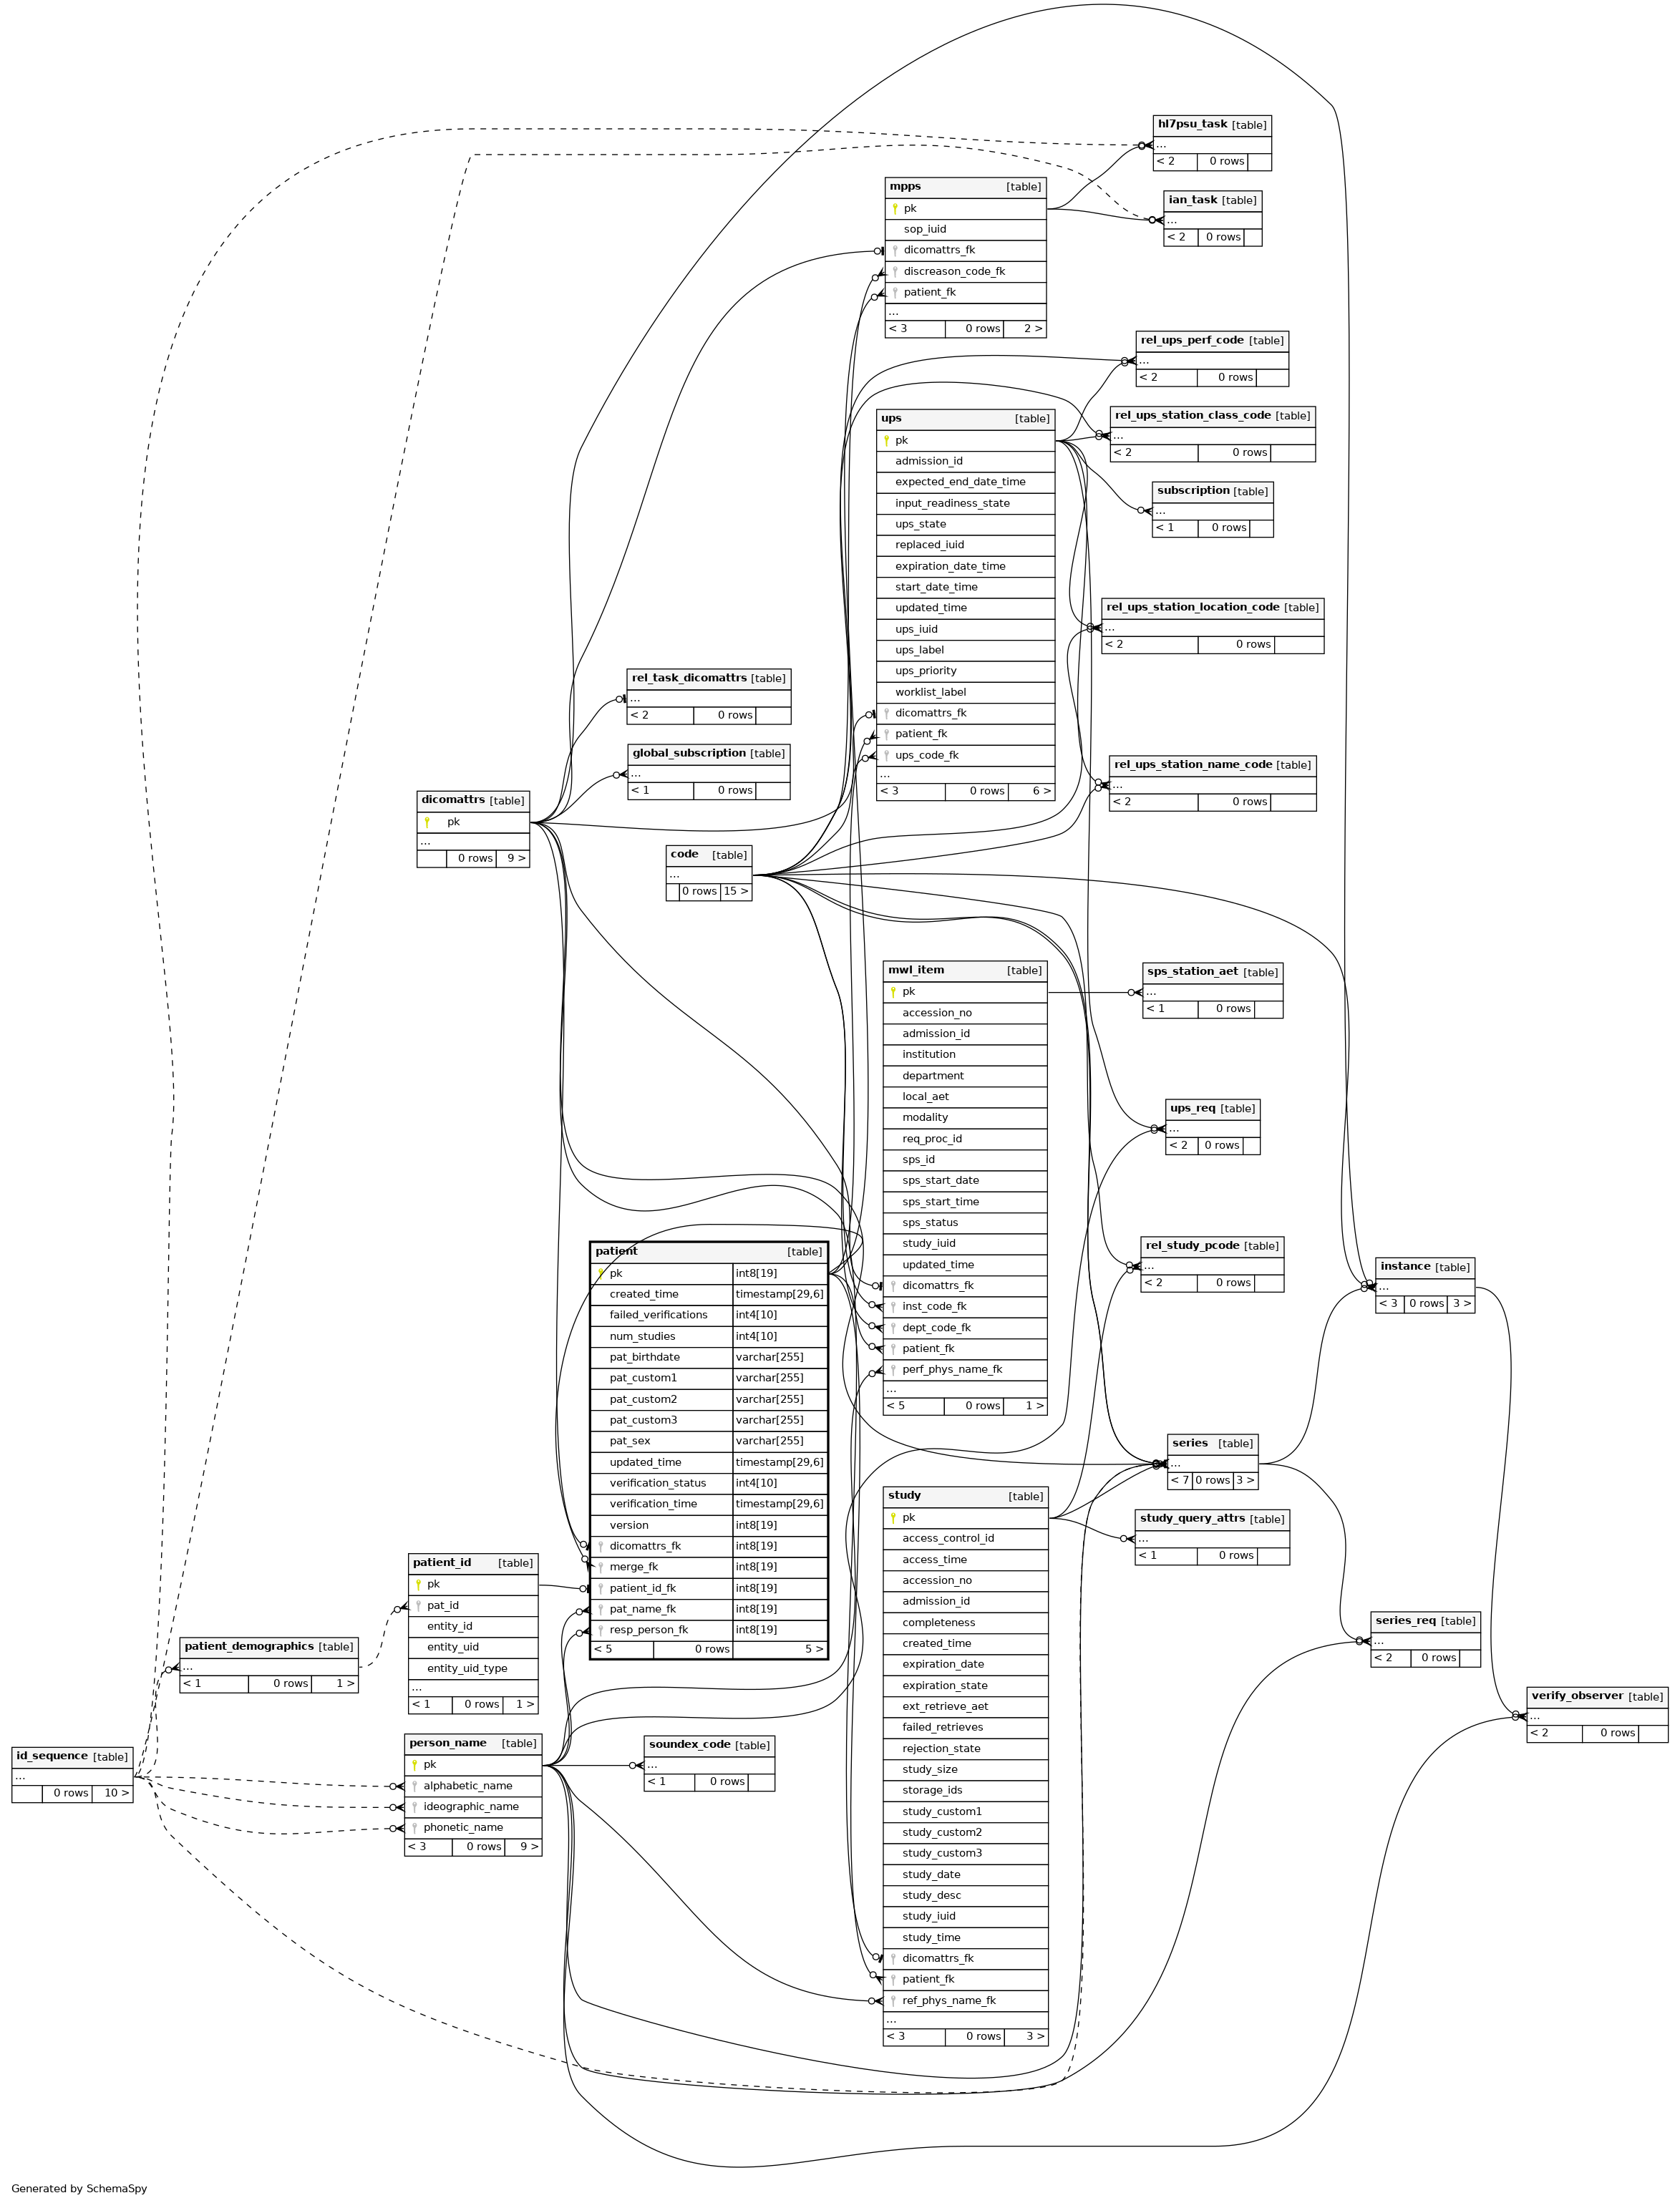 hl7psu_task [table]
...
< 2 0 rows
mpps [table]
pk
sop_iuid
dicomattrs_fk
discreason_code_fk
patient_fk
...
< 3 0 rows 2 >
ian_task [table]
...
< 2 0 rows
rel_ups_perf_code [table]
...
< 2 0 rows
rel_ups_station_class_code [table]
...
< 2 0 rows
ups [table]
pk
admission_id
expected_end_date_time
input_readiness_state
ups_state
replaced_iuid
expiration_date_time
start_date_time
updated_time
ups_iuid
ups_label
ups_priority
worklist_label
dicomattrs_fk
patient_fk
ups_code_fk
...
< 3 0 rows 6 >
subscription [table]
...
< 1 0 rows
rel_ups_station_location_code [table]
...
< 2 0 rows
rel_task_dicomattrs [table]
...
< 2 0 rows
global_subscription [table]
...
< 1 0 rows
rel_ups_station_name_code [table]
...
< 2 0 rows
dicomattrs [table]
pk
...
0 rows 9 >
code [table]
...
0 rows 15 >
mwl_item [table]
pk
accession_no
admission_id
institution
department
local_aet
modality
req_proc_id
sps_id
sps_start_date
sps_start_time
sps_status
study_iuid
updated_time
dicomattrs_fk
inst_code_fk
dept_code_fk
patient_fk
perf_phys_name_fk
...
< 5 0 rows 1 >
sps_station_aet [table]
...
< 1 0 rows
ups_req [table]
...
< 2 0 rows
rel_study_pcode [table]
...
< 2 0 rows
instance [table]
...
< 3 0 rows 3 >
patient [table]
pk int8[19]
created_time timestamp[29,6]
failed_verifications int4[10]
num_studies int4[10]
pat_birthdate varchar[255]
pat_custom1 varchar[255]
pat_custom2 varchar[255]
pat_custom3 varchar[255]
pat_sex varchar[255]
updated_time timestamp[29,6]
verification_status int4[10]
verification_time timestamp[29,6]
version int8[19]
dicomattrs_fk int8[19]
merge_fk int8[19]
patient_id_fk int8[19]
pat_name_fk int8[19]
resp_person_fk int8[19]
< 5 0 rows 5 >
series [table]
...
< 7 0 rows 3 >
study [table]
pk
access_control_id
access_time
accession_no
admission_id
completeness
created_time
expiration_date
expiration_state
ext_retrieve_aet
failed_retrieves
rejection_state
study_size
storage_ids
study_custom1
study_custom2
study_custom3
study_date
study_desc
study_iuid
study_time
dicomattrs_fk
patient_fk
ref_phys_name_fk
...
< 3 0 rows 3 >
study_query_attrs [table]
...
< 1 0 rows
patient_id [table]
pk
pat_id
entity_id
entity_uid
entity_uid_type
...
< 1 0 rows 1 >
series_req [table]
...
< 2 0 rows
patient_demographics [table]
...
< 1 0 rows 1 >
verify_observer [table]
...
< 2 0 rows
person_name [table]
pk
alphabetic_name
ideographic_name
phonetic_name
< 3 0 rows 9 >
soundex_code [table]
...
< 1 0 rows
id_sequence [table]
...
0 rows 10 >
Generated by SchemaSpy